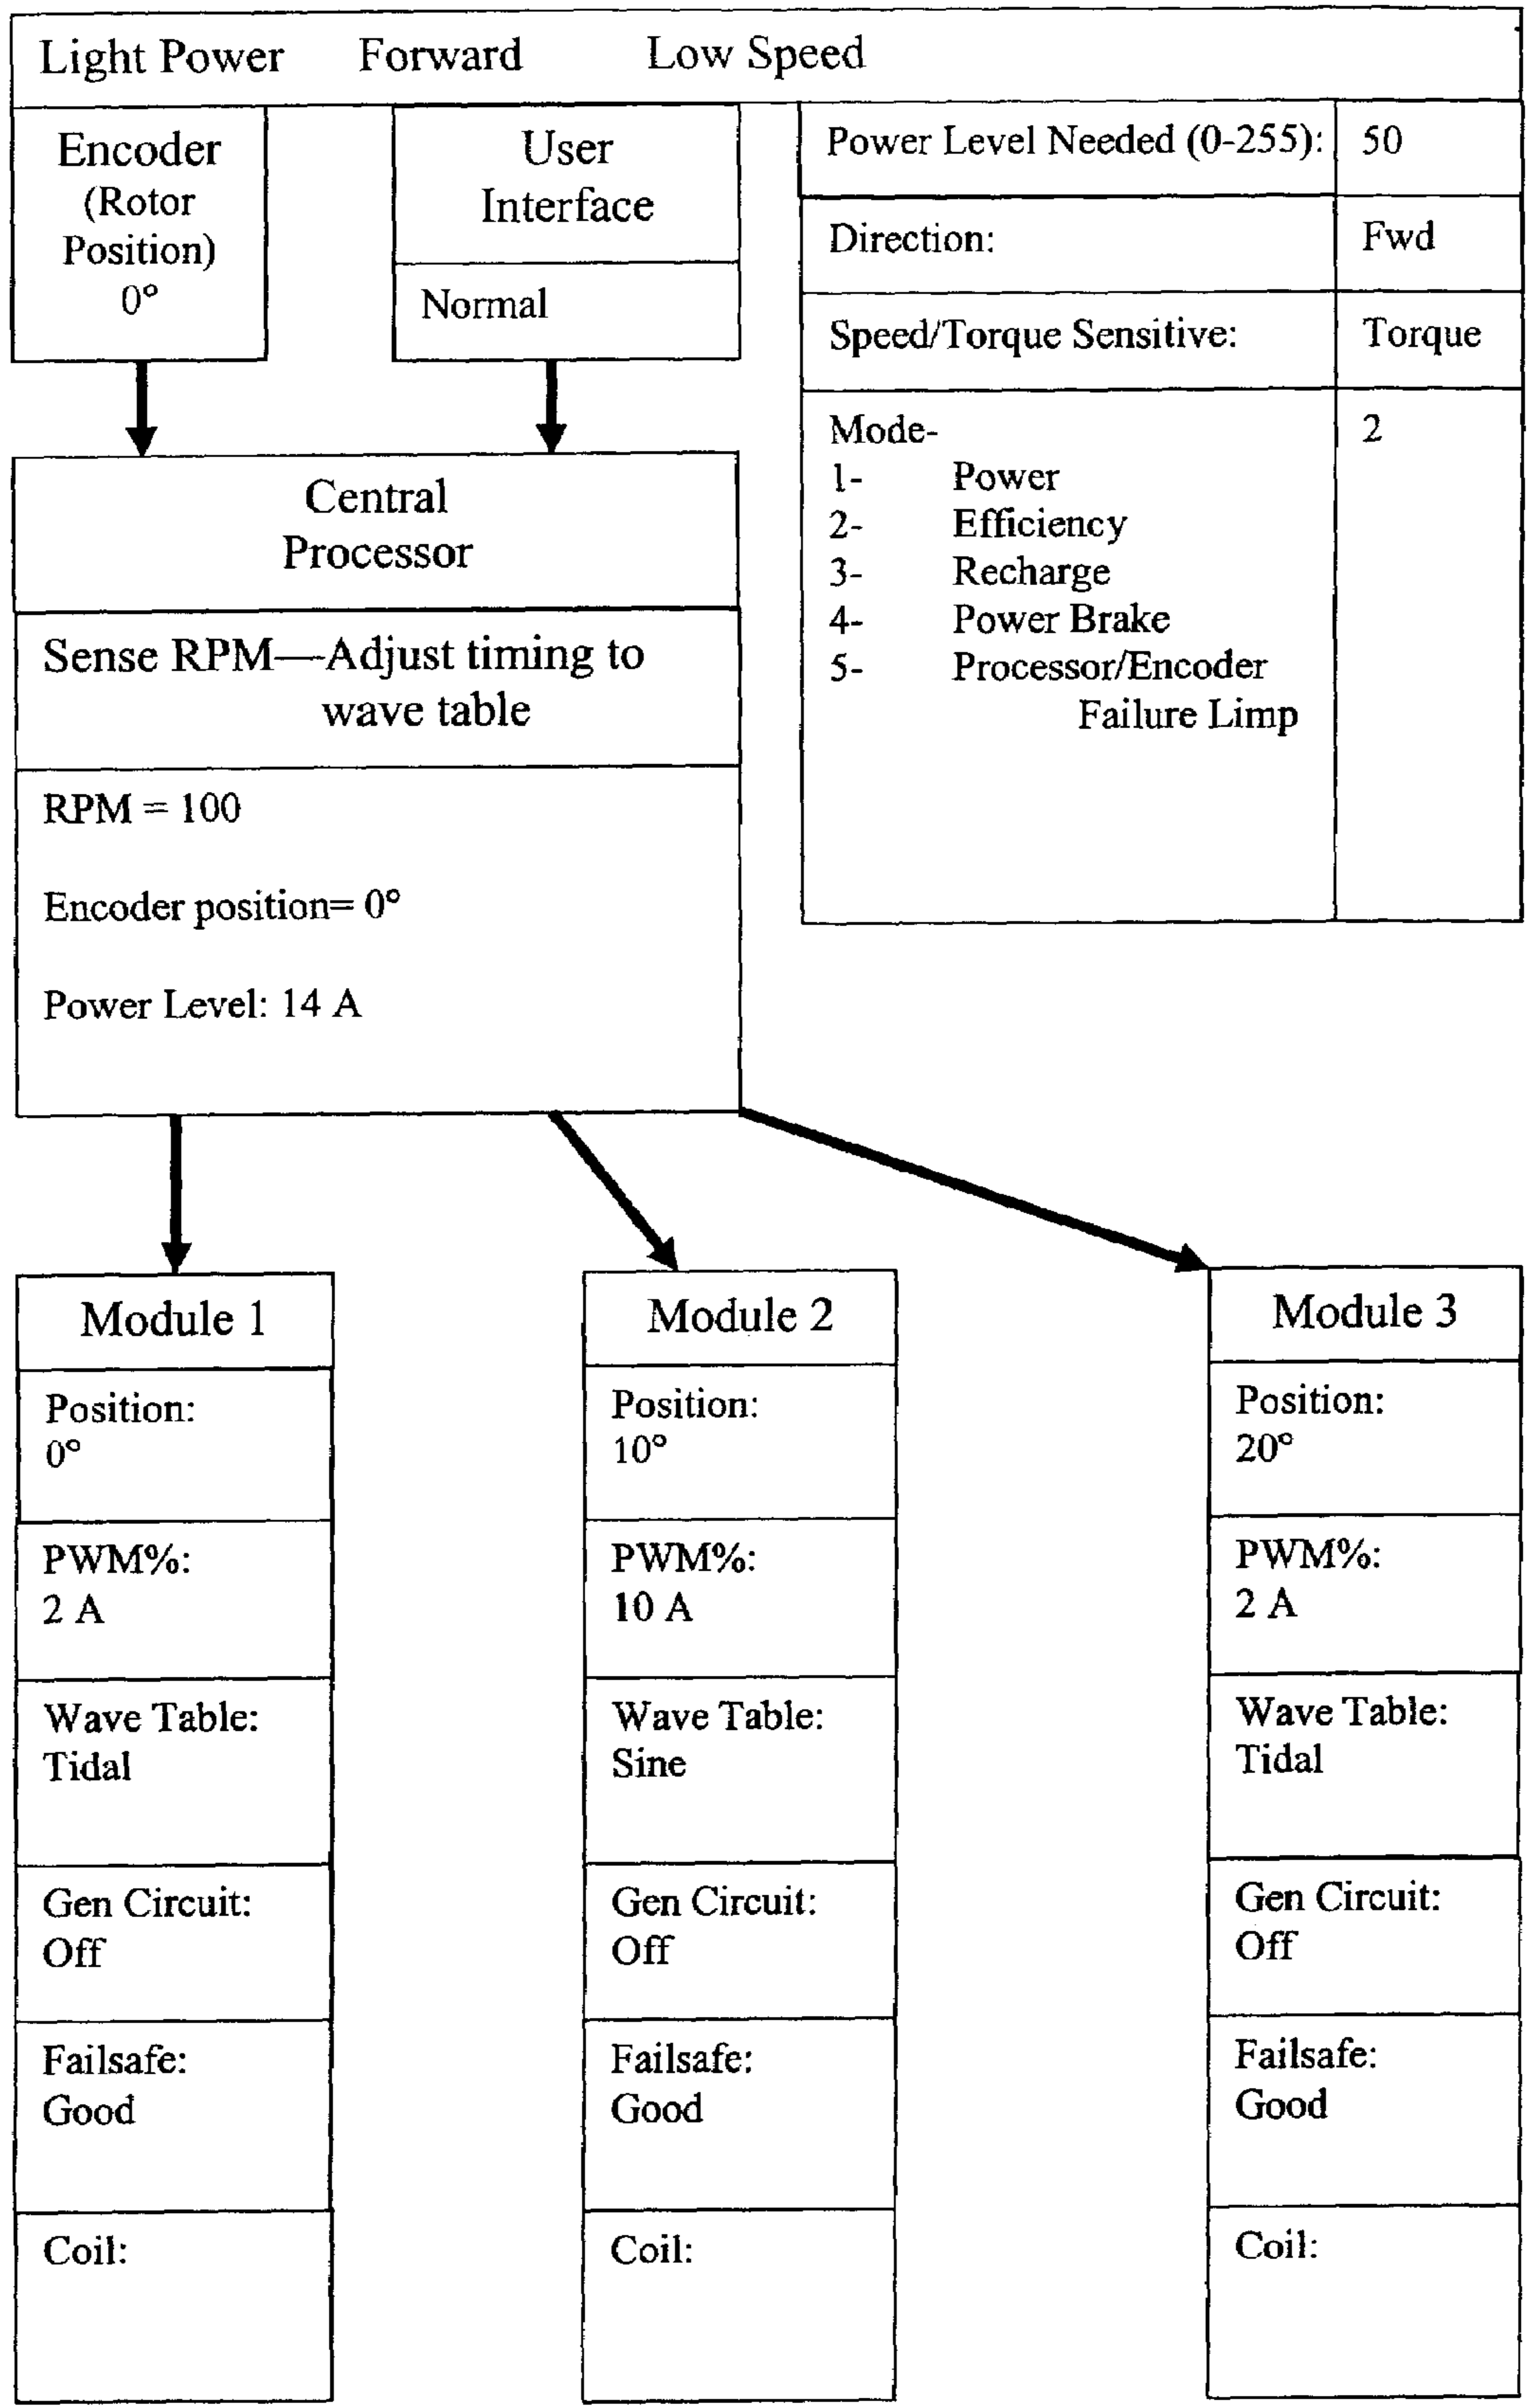 Light Power Forward Low Speed
Encoder
(Rotor
Position)
0°
User
Interface
Normal
Power Level Needed (0-255): 50
Direction: Fwd
Speed/Torque Sensitive: Torque
Mode- 2
1- Power
2- Efficiency
3- Recharge
4- Power Brake
5- Processor/Encoder
Failure Limp
Central
Processor
Sense RPM—Adjust timing to
wave table
RPM = 100
Encoder position= 0°
Power Level: 14 A
Module 1
Position:
0°
PWM%:
2 A
Wave Table:
Tidal
Gen Circuit:
Off
Failsafe:
Good
Coil:
Module 2
Position:
10°
PWM%:
10 A
Wave Table:
Sine
Gen Circuit:
Off
Failsafe:
Good
Coil:
Module 3
Position:
20°
PWM%:
2 A
Wave Table:
Tidal
Gen Circuit:
Off
Failsafe:
Good
Coil: